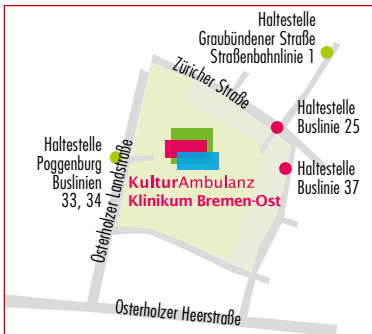 Haltestelle
Graubündener Straße
Straßenbahnlinie 1
Züricher Straße
Haltestelle
Buslinie 25
Haltestelle
Poggenburg
Buslinien
33, 34
Haltestelle
Buslinie 37
KulturAmbulanz
Klinikum Bremen-Ost
Osterholzer Landstraße
Osterholzer Heerstraße